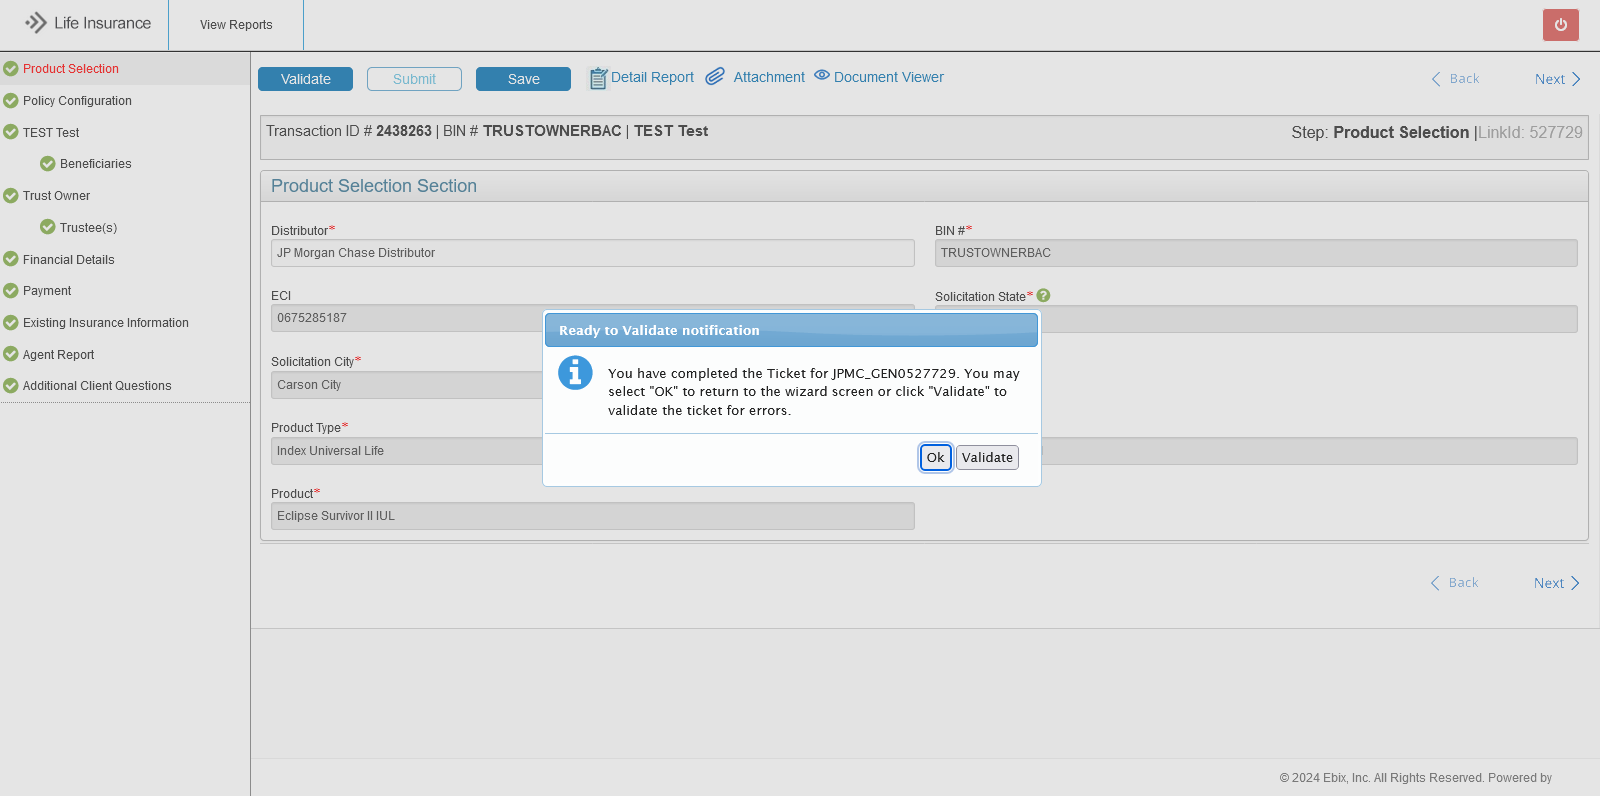 Life Insurance
View Reports
Product Selection
Policy Configuration
TEST Test
Beneficiaries
Trust Owner
Trustee(s)
Financial Details
Payment
Existing Insurance Information
Agent Report
Additional Client Questions
Validate
Submit
Save
Detail Report
Attachment
Document Viewer
Back
Next
Transaction ID # 2438263 | BIN # TRUSTOWNERBAC | TEST Test
Step: Product Selection |LinkId: 527729
Product Selection Section
Distributor*
JP Morgan Chase Distributor
BIN #*
TRUSTOWNERBAC
ECI
0675285187
Solicitation State*
Solicitation City*
Carson City
Product Type*
Index Universal Life
Product*
Eclipse Survivor II IUL
Ready to Validate notification
You have completed the Ticket for JPMC_GEN0527729. You may
select "OK" to return to the wizard screen or click "Validate" to
validate the ticket for errors.
Ok
Validate
Back
Next
© 2024 Ebix, Inc. All Rights Reserved. Powered by